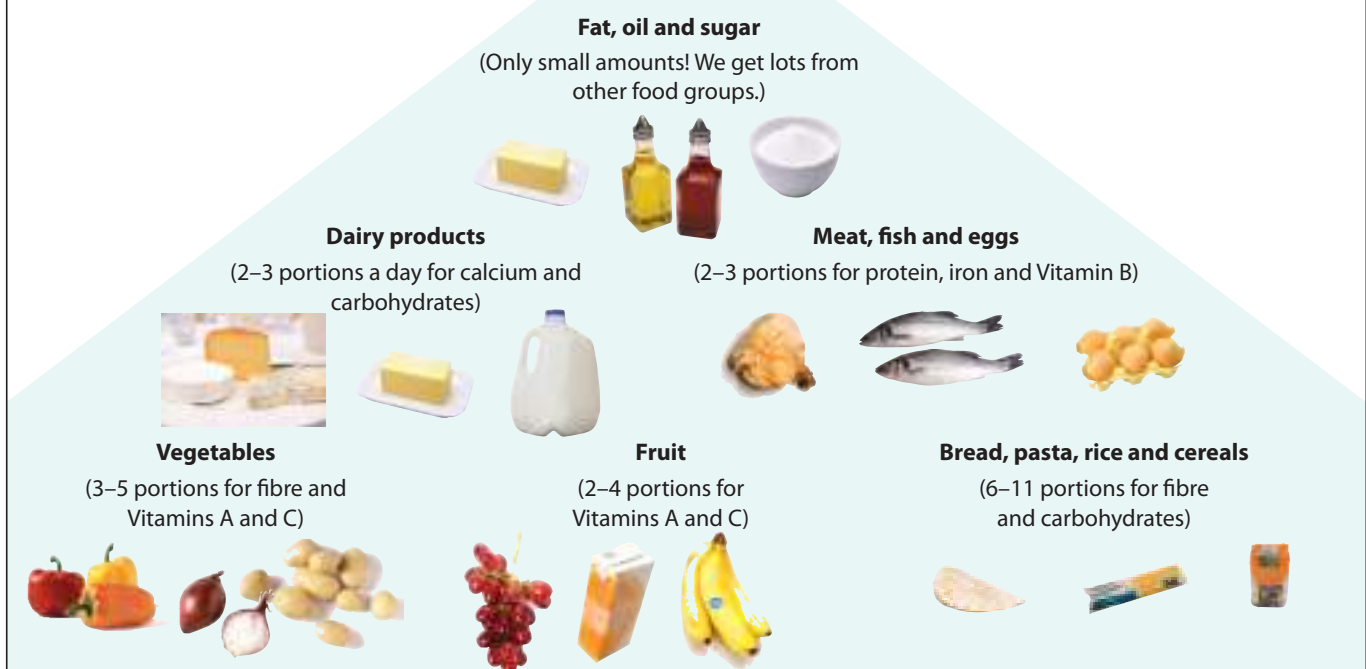 Fat, oil and sugar
(Only small amounts! We get lots from
other food groups.)
Dairy products
(2–3 portions a day for calcium and
carbohydrates)
Meat, fish and eggs
(2–3 portions for protein, iron and Vitamin B)
Vegetables
(3–5 portions for fibre and
Vitamins A and C)
Fruit
(2–4 portions for
Vitamins A and C)
Bread, pasta, rice and cereals
(6–11 portions for fibre
and carbohydrates)